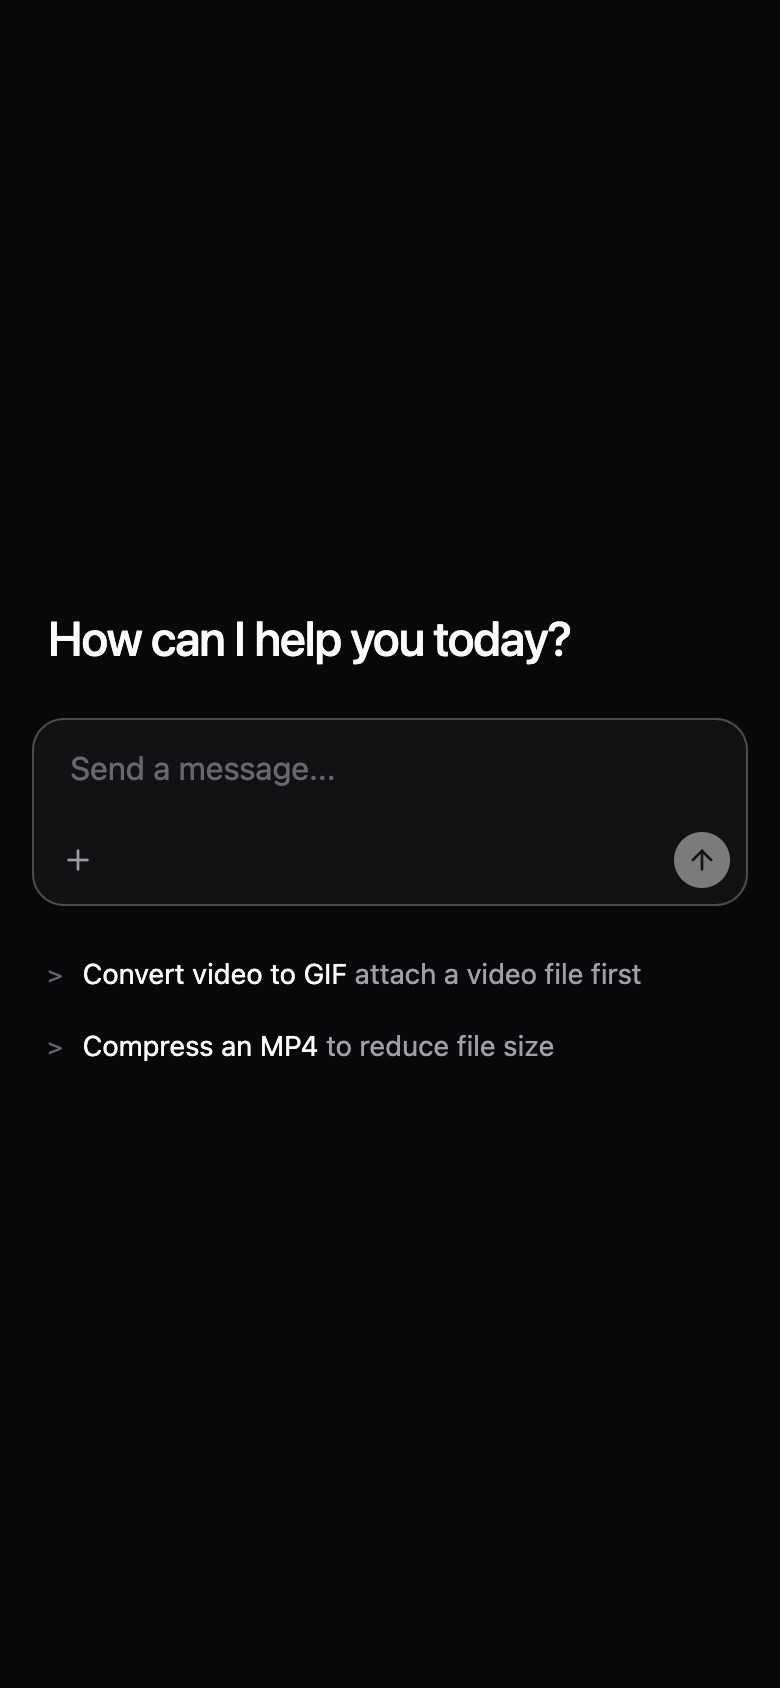 How can I help you today?
Send a message...
> Convert video to GIF attach a video file first
> Compress an MP4 to reduce file size